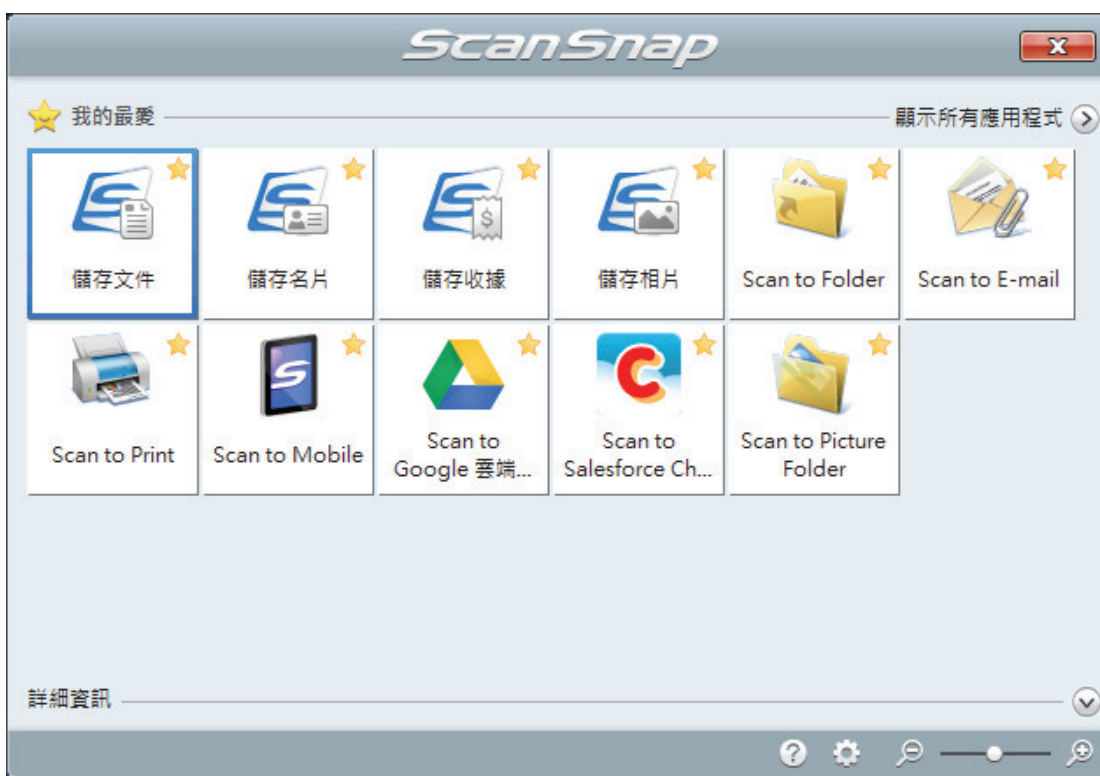 ScanSnap
我的最愛
顯示所有應用程式
儲存文件
儲存名片
儲存收據
儲存相片
Scan to Folder
Scan to E-mail
Scan to Print
Scan to Mobile
Scan to
Google 雲端...
Scan to
Salesforce Ch...
Scan to Picture
Folder
詳細資訊